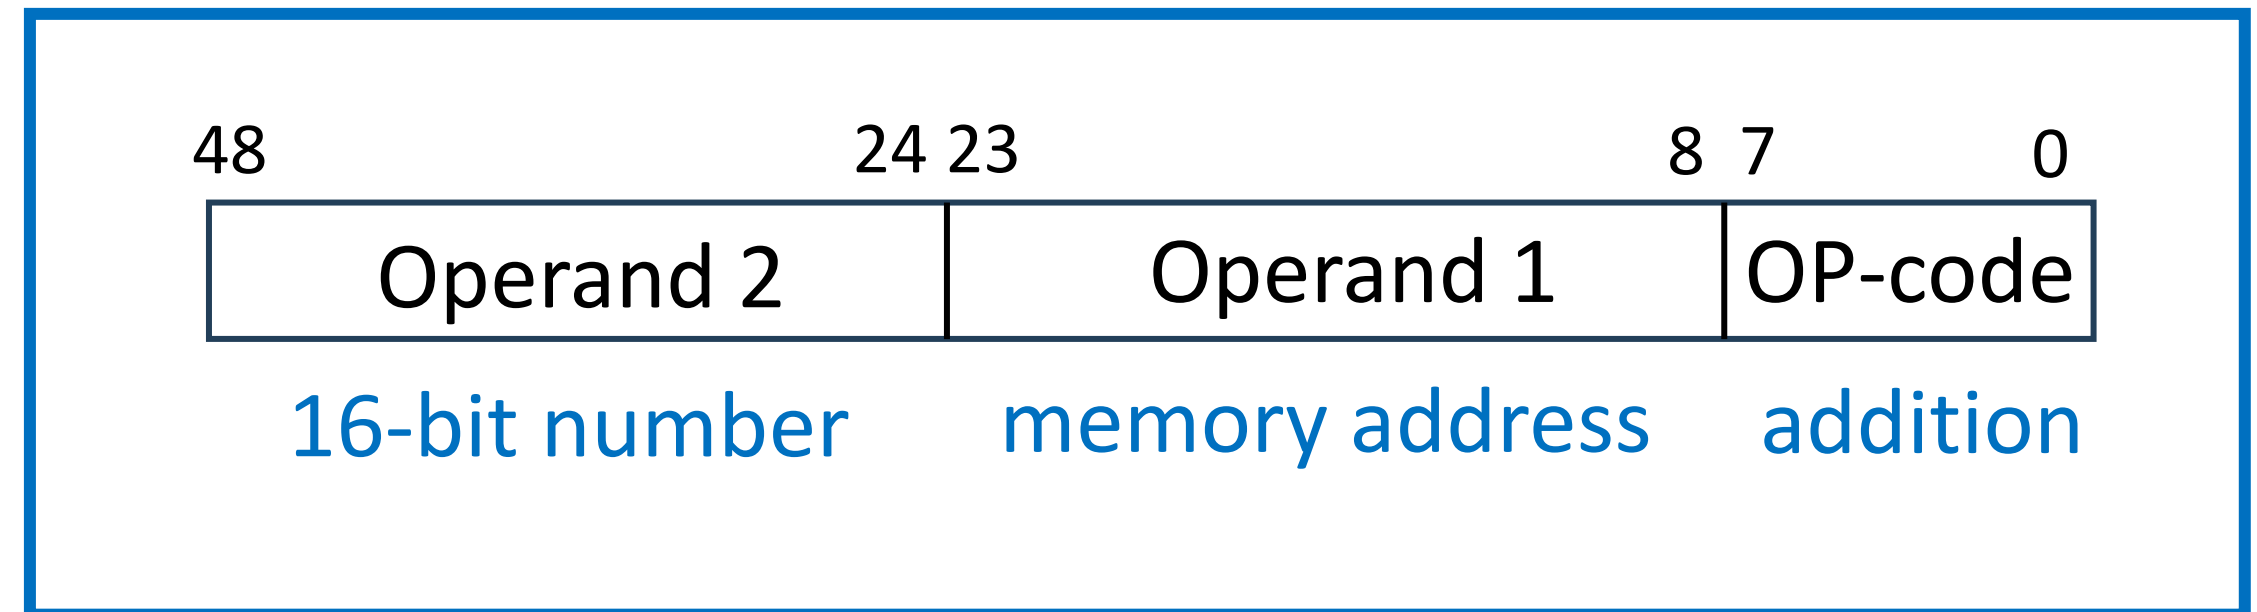 48 24 23 8 7 0
Operand 2 Operand 1 OP-code
16-bit number memory address addition